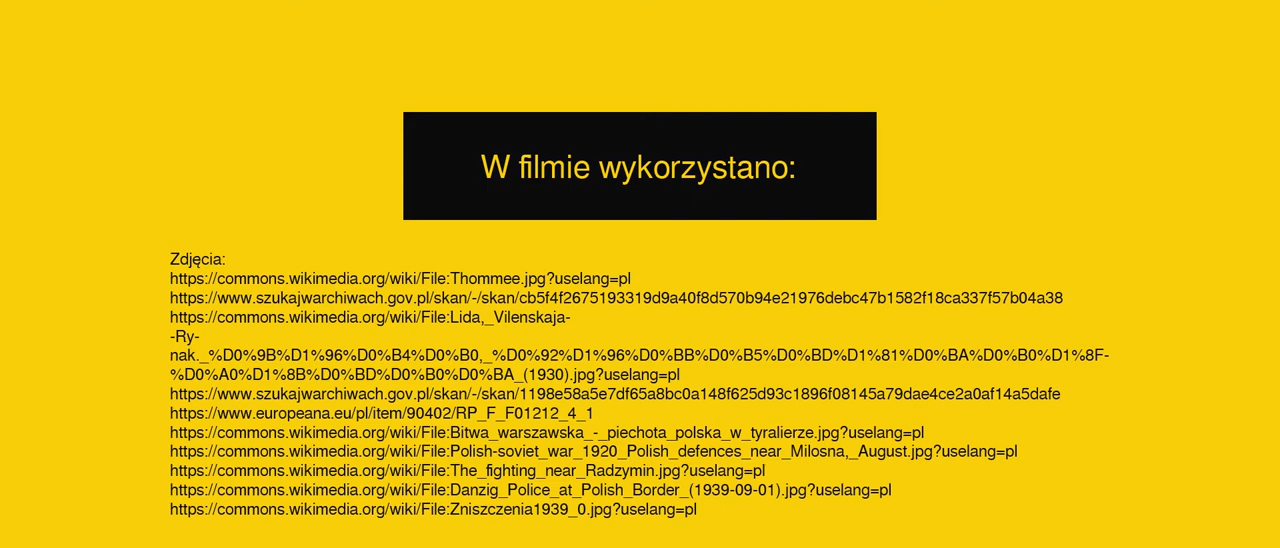 W filmie wykorzystano:
Zdjęcia:
https://commons.wikimedia.org/wiki/File:Thommee.jpg?uselang=pl
https://www.szukajwarchiwach.gov.pl/skan/-/skan/cb5f4f2675193319d9a40f8d570b94e21976debc47b1582f18ca337f57b04a38
https://commons.wikimedia.org/wiki/File:Lida,_Vilenskaja-
-Ry-
nak._%D0%9B%D1%96%D0%B4%D0%B0,_%D0%92%D1%96%D0%BB%D0%B5%D0%BD%D1%81%D0%BA%D0%B0%D1%8F-
%D0%A0%D1%8B%D0%BD%D0%B0%D0%BA_(1930).jpg?uselang=pl
https://www.szukajwarchiwach.gov.pl/skan/-/skan/1198e58a5e7df65a8bc0a148f625d93c1896f08145a79dae4ce2a0af14a5dafe
https://www.europeana.eu/pl/item/90402/RP_F_F01212_4_1
https://commons.wikimedia.org/wiki/File:Bitwa_warszawska_-_piechota_polska_w_tyralierze.jpg?uselang=pl
https://commons.wikimedia.org/wiki/File:Polish-soviet_war_1920_Polish_defences_near_Milosna,_August.jpg?uselang=pl
https://commons.wikimedia.org/wiki/File:The_fighting_near_Radzymin.jpg?uselang=pl
https://commons.wikimedia.org/wiki/File:Danzig_Police_at_Polish_Border_(1939-09-01).jpg?uselang=pl
https://commons.wikimedia.org/wiki/File:Zniszczenia1939_0.jpg?uselang=pl